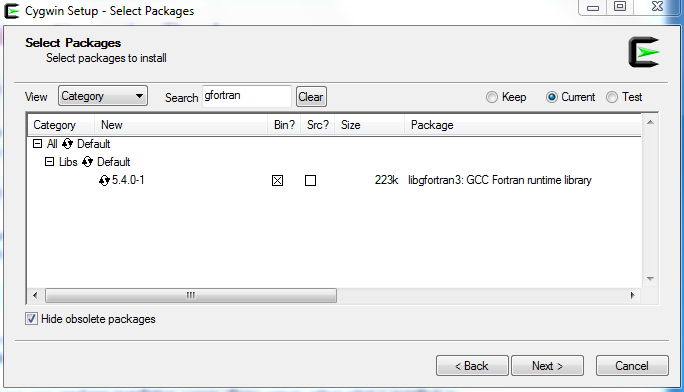 Cygwin Setup - Select Packages
Select Packages
Select packages to install
View Category Search gfortran Clear Keep Current Test
Category New Bin? Src? Size Package
All Default
Libs Default
5.4.0-1 223k libgfortran3: GCC Fortran runtime library
Hide obsolete packages
< Back Next > Cancel